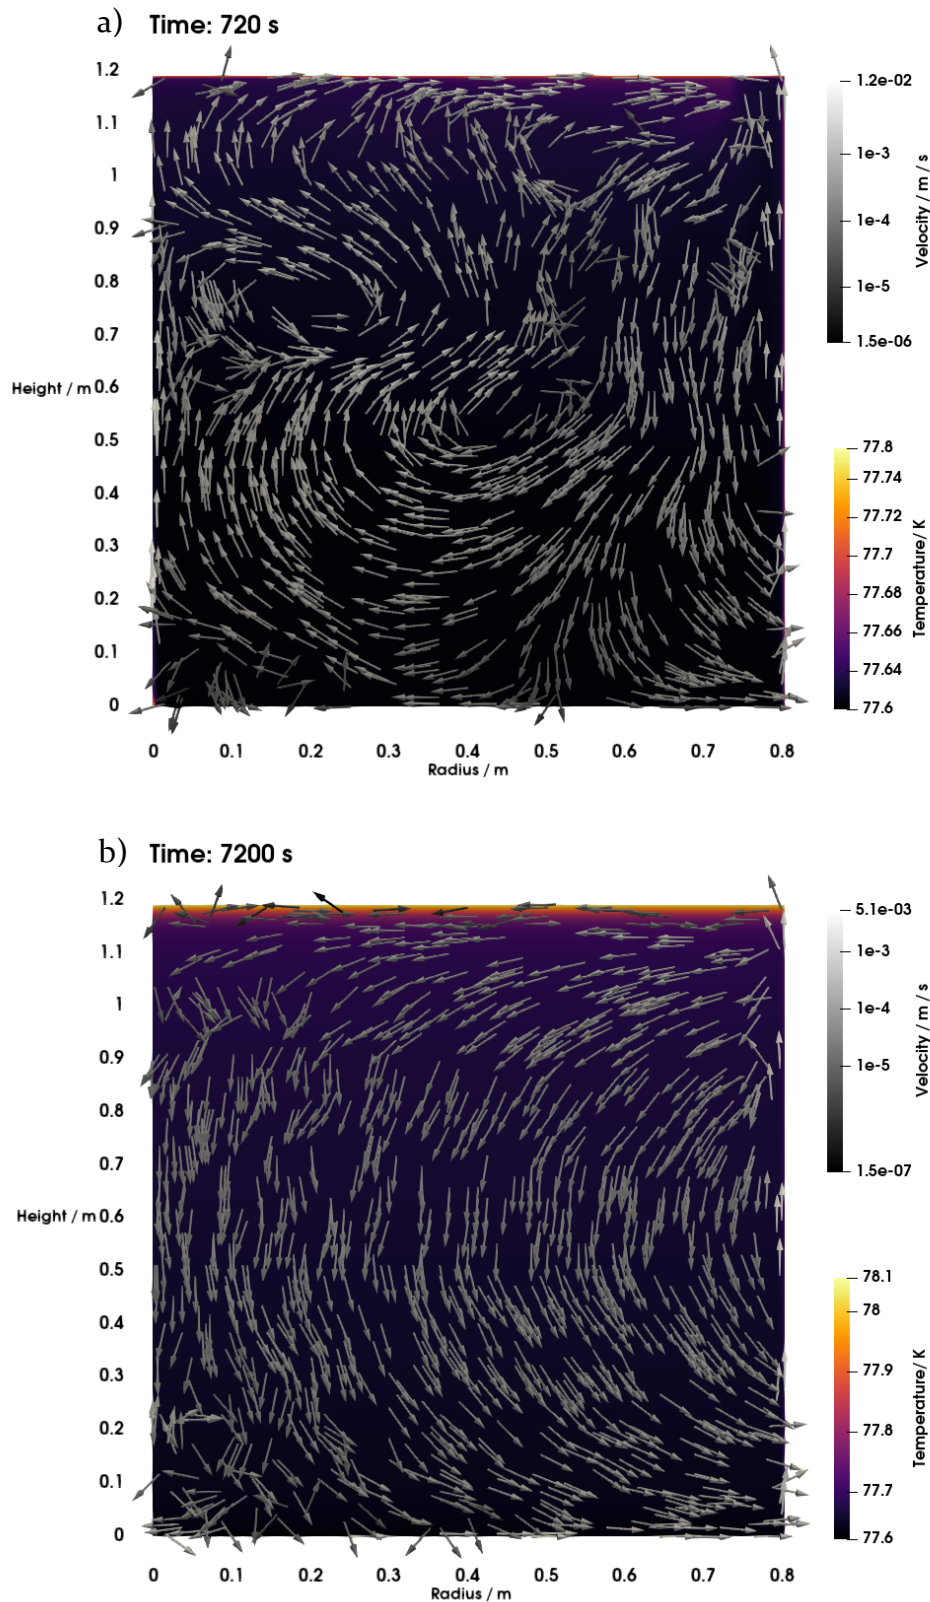 a) Time: 720 s
1.2
1.1
1
0.9
0.8
0.7
Height / m 0.6
0.5
0.4
0.3
0.2
0.1
0
0 0.1 0.2 0.3 0.4 0.5 0.6 0.7 0.8
Radius / m
1.2e-02
1e-3
1e-4
1e-5
1.5e-06
Velocity / m / s
77.8
77.74
77.72
77.7
77.68
77.66
77.64
77.6
Temperature/ K
b) Time: 7200 s
1.2
1.1
1
0.9
0.8
0.7
Height / m 0.6
0.5
0.4
0.3
0.2
0.1
0
0 0.1 0.2 0.3 0.4 0.5 0.6 0.7 0.8
Radius / m
5.1e-03
1e-3
1e-4
1e-5
1.5e-07
Velocity / m / s
78.1
78
77.9
77.8
77.7
77.6
Temperature/ K